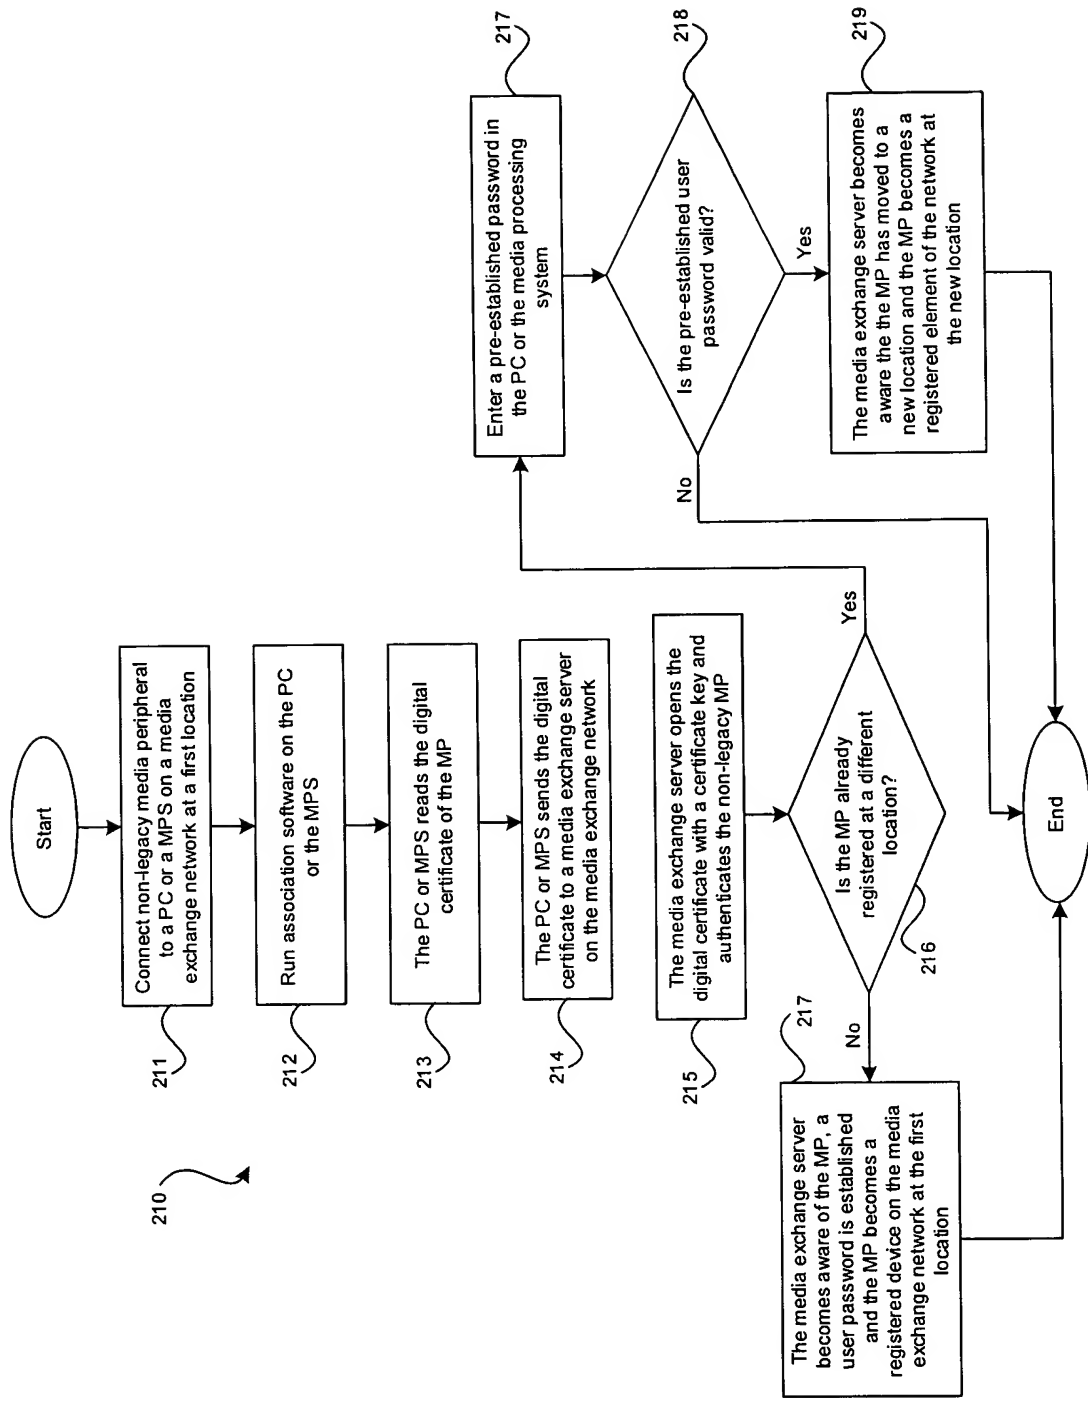 210
Start
211
Connect non-legacy media peripheral
to a PC or a MPS on a media
exchange network at a first location
212
Run association software on the PC
or the MPS
213
The PC or MPS reads the digital
certificate of the MP
214
The PC or MPS sends the digital
certificate to a media exchange server
on the media exchange network
215
The media exchange server opens the
digital certificate with a certificate key and
authenticates the non-legacy MP
216
Is the MP already
registered at a different
location?
No
Yes
217
The media exchange server
becomes aware of the MP, a
user password is established
and the MP becomes a
registered device on the media
exchange network at the first
location
217
Enter a pre-established password in
the PC or the media processing
system
218
Is the pre-established user
password valid?
No
Yes
219
The media exchange server becomes
aware the the MP has moved to a
new location and the MP becomes a
registered element of the network at
the new location
End